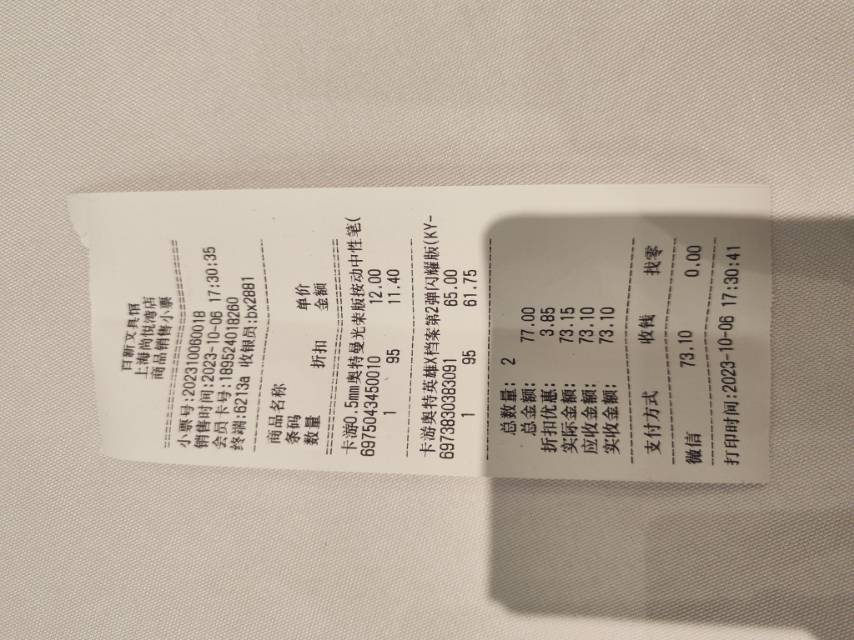 百新文具馆
上海尚悦湾店
商品销售小票
小票号:202310060018
销售时间:2023-10-06 17:30:35
会员卡号:189524018260
终端:6213a 收银员:bx2881
商品名称
条码 单价
数量 折扣 金额
卡游0.5mm奥特曼光荣版按动中性笔(
6975043450010 12.00
1 95 11.40
卡游奥特英雄X档案第2弹闪耀版(KY-
6973830383091 65.00
1 95 61.75
总数量: 2
总金额: 77.00
折扣优惠: 3.85
实际金额: 73.15
应收金额: 73.10
实收金额: 73.10
支付方式 收钱 找零
微信 73.10 0.00
打印时间:2023-10-06 17:30:41